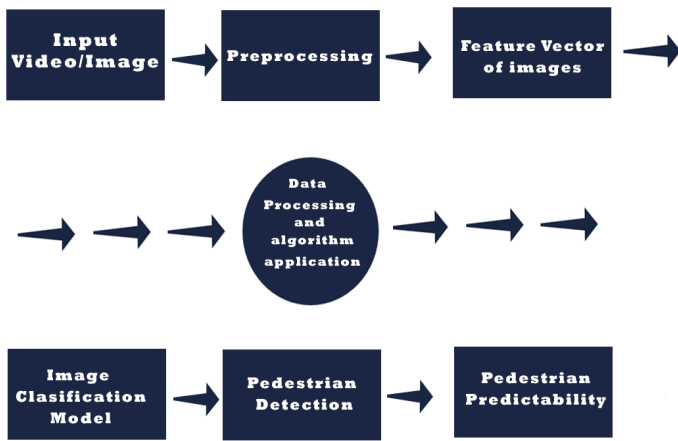 Input
Video/Image
Preprocessing
Feature Vector
of images
Data
Processing
and
algorithm
application
Image
Clasification
Model
Pedestrian
Detection
Pedestrian
Predictability